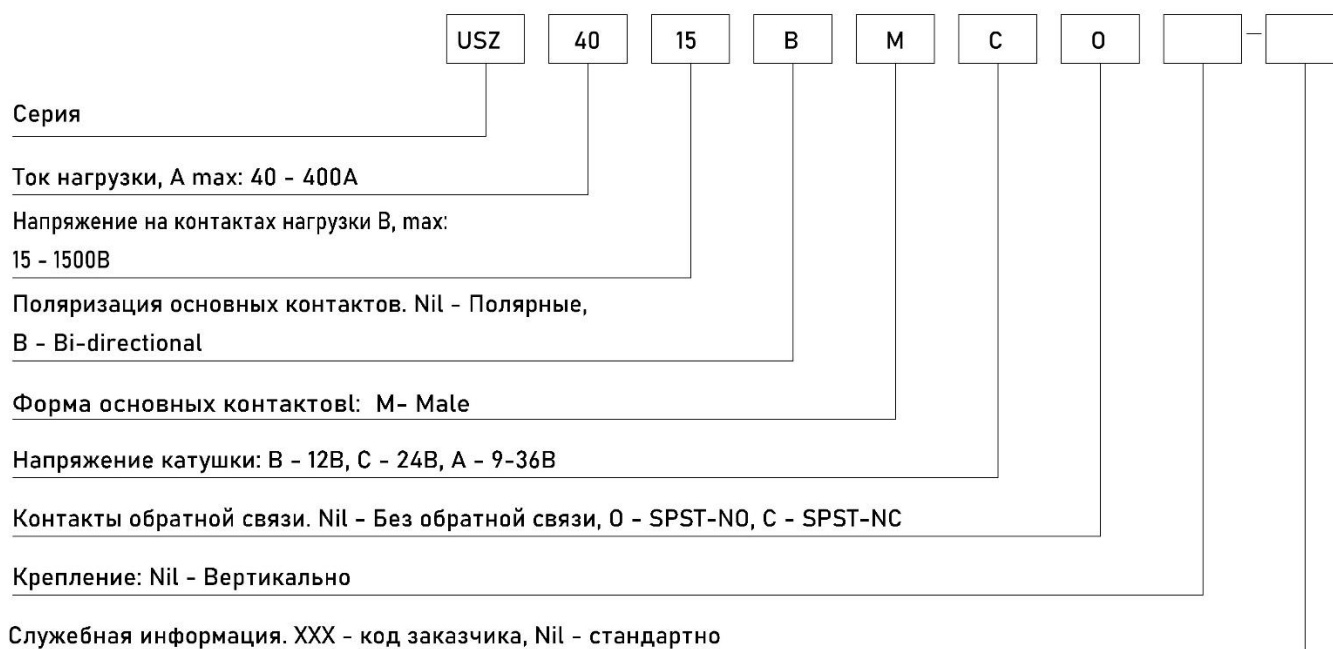 USZ 40 15 B M C O –
Серия
Ток нагрузки, A max: 40 - 400A
Напряжение на контактах нагрузки В, max:
15 - 1500В
Поляризация основных контактов. Nil - Полярные,
B - Bi-directional
Форма основных контактовl: M- Male
Напряжение катушки: B - 12В, C - 24В, A - 9-36В
Контакты обратной связи. Nil - Без обратной связи, O - SPST-NO, C - SPST-NC
Крепление: Nil - Вертикально
Служебная информация. XXX - код заказчика, Nil - стандартно